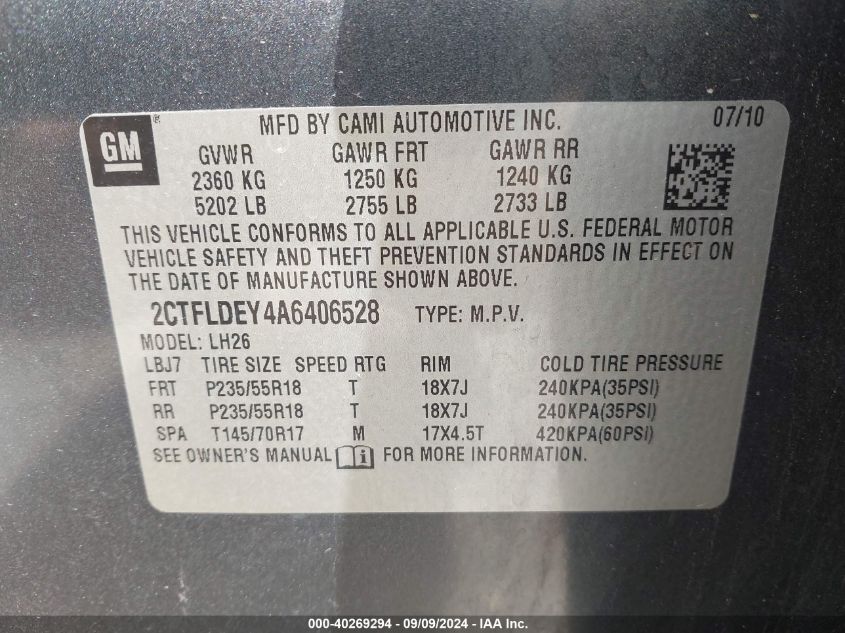 GM
®
MFD BY CAMI AUTOMOTIVE INC. 07/10
GVWR GAWR FRT GAWR RR
2360 KG 1250 KG 1240 KG
5202 LB 2755 LB 2733 LB
THIS VEHICLE CONFORMS TO ALL APPLICABLE U.S. FEDERAL MOTOR
VEHICLE SAFETY AND THEFT PREVENTION STANDARDS IN EFFECT ON
THE DATE OF MANUFACTURE SHOWN ABOVE.
2CTFLDEY4A6406528 TYPE: M.P.V.
MODEL: LH26
LBJ7 TIRE SIZE SPEED RTG RIM COLD TIRE PRESSURE
FRT P235/55R18 T 18X7J 240KPA(35PSI)
RR P235/55R18 T 18X7J 240KPA(35PSI)
SPA T145/70R17 M 17X4.5T 420KPA(60PSI)
SEE OWNER'S MANUAL i FOR MORE INFORMATION.
000-40269294 - 09/09/2024 - IAA Inc.